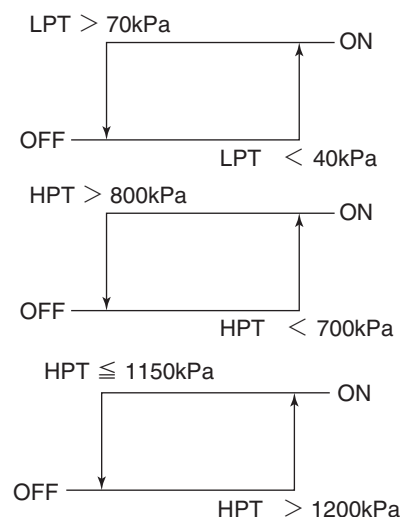 LPT > 70kPa
ON
OFF
LPT < 40kPa
HPT > 800kPa
ON
OFF
HPT < 700kPa
HPT ≦ 1150kPa
ON
OFF
HPT > 1200kPa